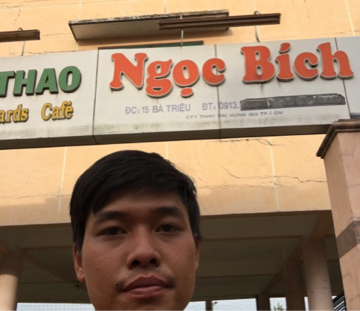 THAO
ards Café
Ngọc Bích
ĐC: 15 BÀ TRIỆU ĐT: 0913.